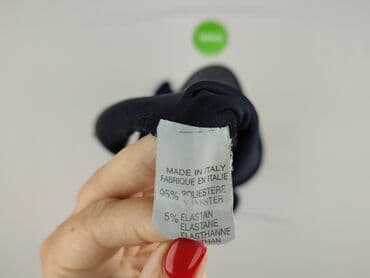 MADE IN ITALY
FABRIQUE EN ITALIE
95% POLIESTERE
5% ELASTAN
ELASTANE
ELASTHANNE